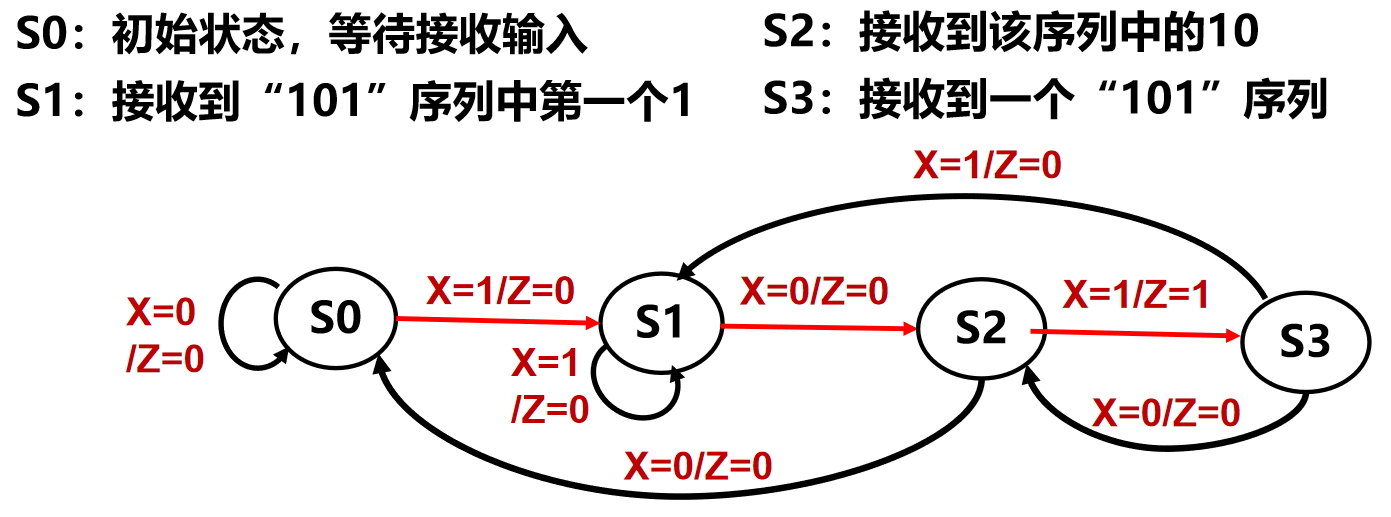 S0：初始状态，等待接收输入
S2：接收到该序列中的10
S1：接收到“101”序列中第一个1
S3：接收到一个“101”序列
X=1/Z=0
X=0
/Z=0
S0
X=1/Z=0
S1
X=1
/Z=0
X=0/Z=0
S2
X=1/Z=1
S3
X=0/Z=0
X=0/Z=0